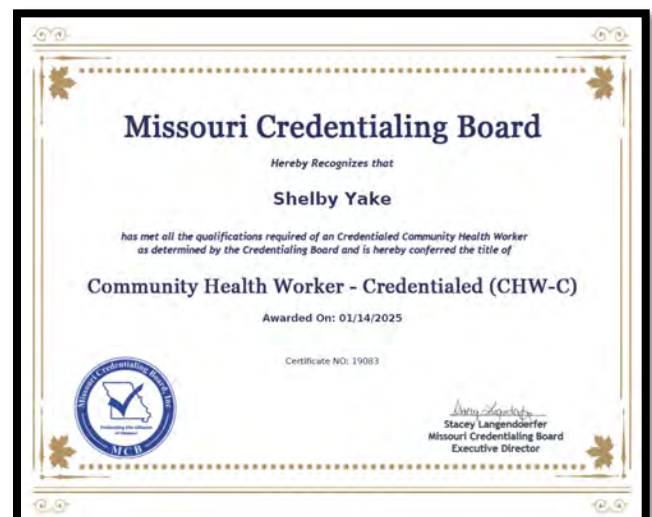 Missouri Credentialing Board
Hereby Recognizes that
Shelby Yake
has met all the qualifications required of an Credentialed Community Health Worker
as determined by the Credentialing Board and is hereby conferred the title of
Community Health Worker - Credentialed (CHW-C)
Awarded On: 01/14/2025
Certificate NO: 19083
Missouri Credentialing Board, Inc
MCB
Stacey Langendoerfer
Missouri Credentialing Board
Executive Director